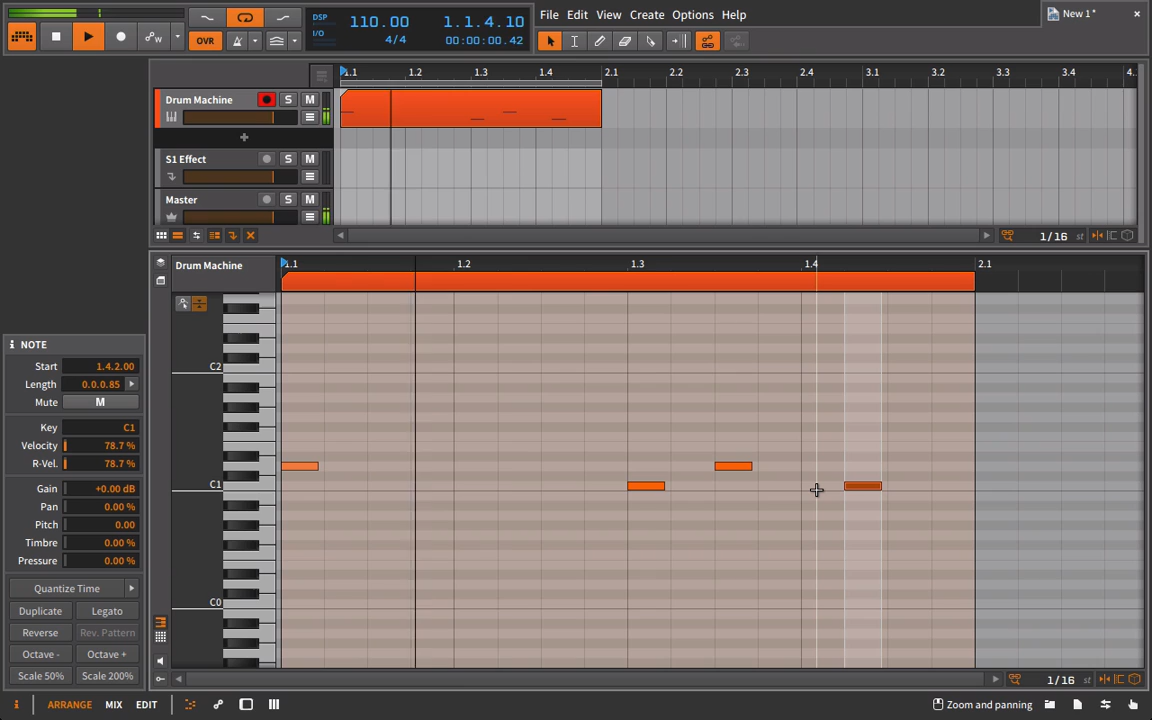 DSP
I/O
110.00
4/4
1.1.4.10
00:00:00.42
File Edit View Create Options Help
New 1*
OVR
1.1 1.2 1.3 1.4 2.1 2.2 2.3 2.4 3.1 3.2 3.3 3.4 4.
Drum Machine S M
S1 Effect S M
Master S M
1/16 st
Drum Machine
1.1 1.2 1.3 1.4 2.1
C2
C1
C0
NOTE
Start 1.4.2.00
Length 0.0.0.85
Mute M
Key C1
Velocity 78.7 %
R-Vel. 78.7 %
Gain +0.00 dB
Pan 0.00 %
Pitch 0.00
Timbre 0.00 %
Pressure 0.00 %
Quantize Time
Duplicate Legato
Reverse Rev. Pattern
Octave - Octave +
Scale 50% Scale 200%
1/16 st
i ARRANGE MIX EDIT
Zoom and panning